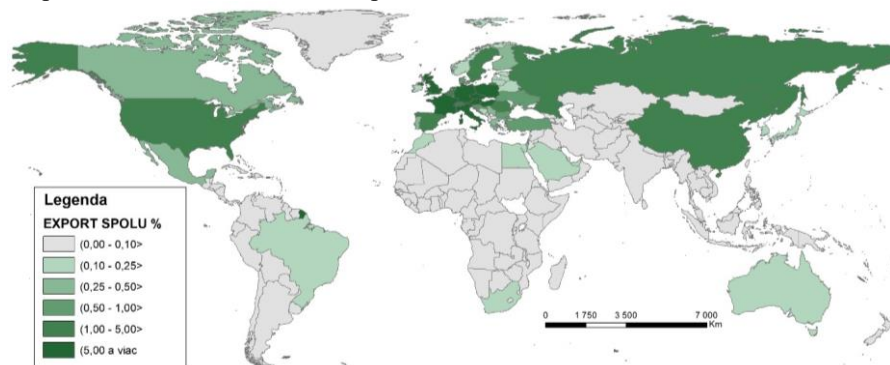 Legenda
EXPORT SPOLU %
(0,00 - 0,10>
(0,10 - 0,25>
(0,25 - 0,50>
(0,50 - 1,00>
(1,00 - 5,00>
(5,00 a viac
0 1 750 3 500 7 000
Km